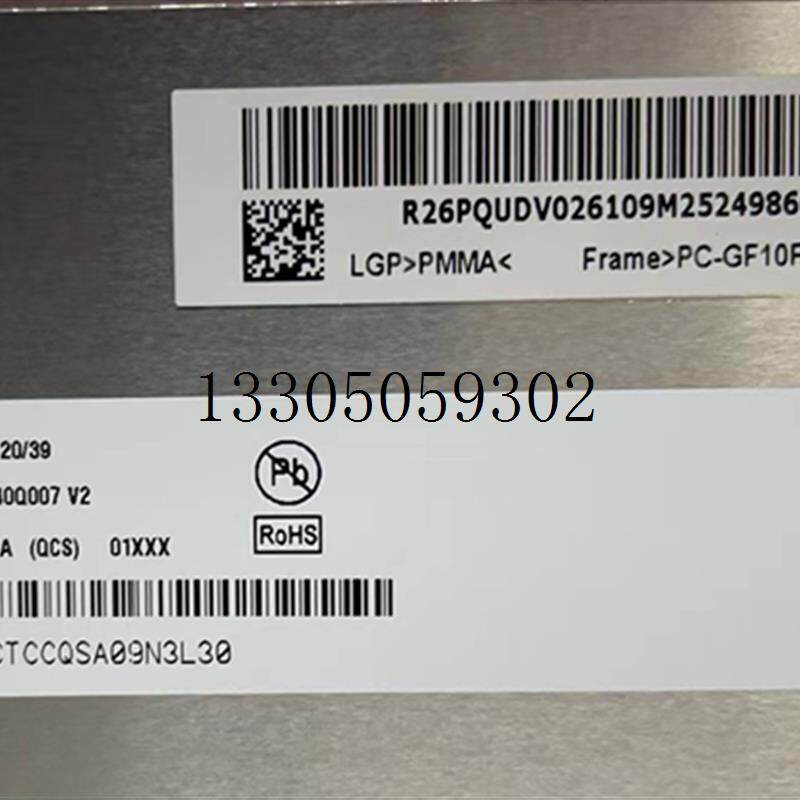 R26PQUDV026109M2524986
LGP>PMMA< Frame>PC-GF10F
13305059302
20/39
Pb
0Q007 V2
A (QCS) 01XXX
RoHS
CTCCQSA09N3L30